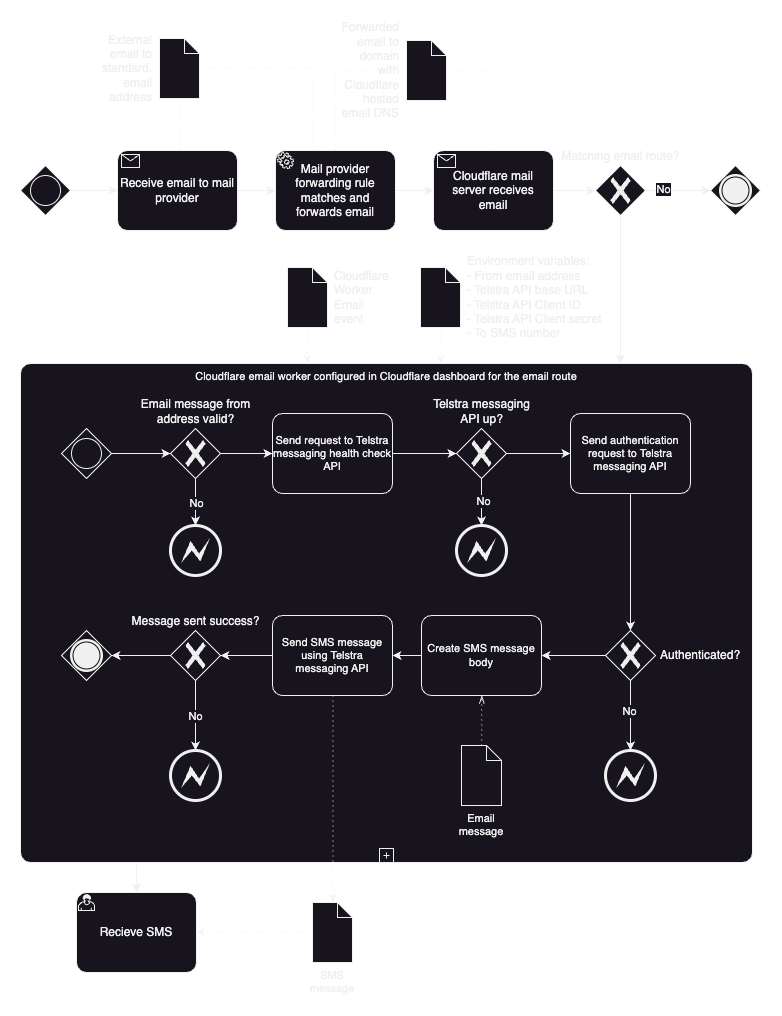 External
email to
standard.
email
address
Forwarded
email to
domain
with
Cloudflare
hosted
email DNS
Receive email to mail
provider
Mail provider
forwarding rule
matches and
forwards email
Cloudflare mail
server receives
email
Matching email route?
No
Cloudflare
Worker
Email
event
Environment variables:
- From email address
- Telstra API base URL
- Telstra API Client ID
- Telstra API Client secret
- To SMS number
Cloudflare email worker configured in Cloudflare dashboard for the email route
Email message from
address valid?
Send request to Telstra
messaging health check
API
Telstra messaging
API up?
Send authentication
request to Telstra
messaging API
No
No
Message sent success?
Send SMS message
using Telstra
messaging API
Create SMS message
body
Authenticated?
No
No
Email
message
Recieve SMS
SMS
message